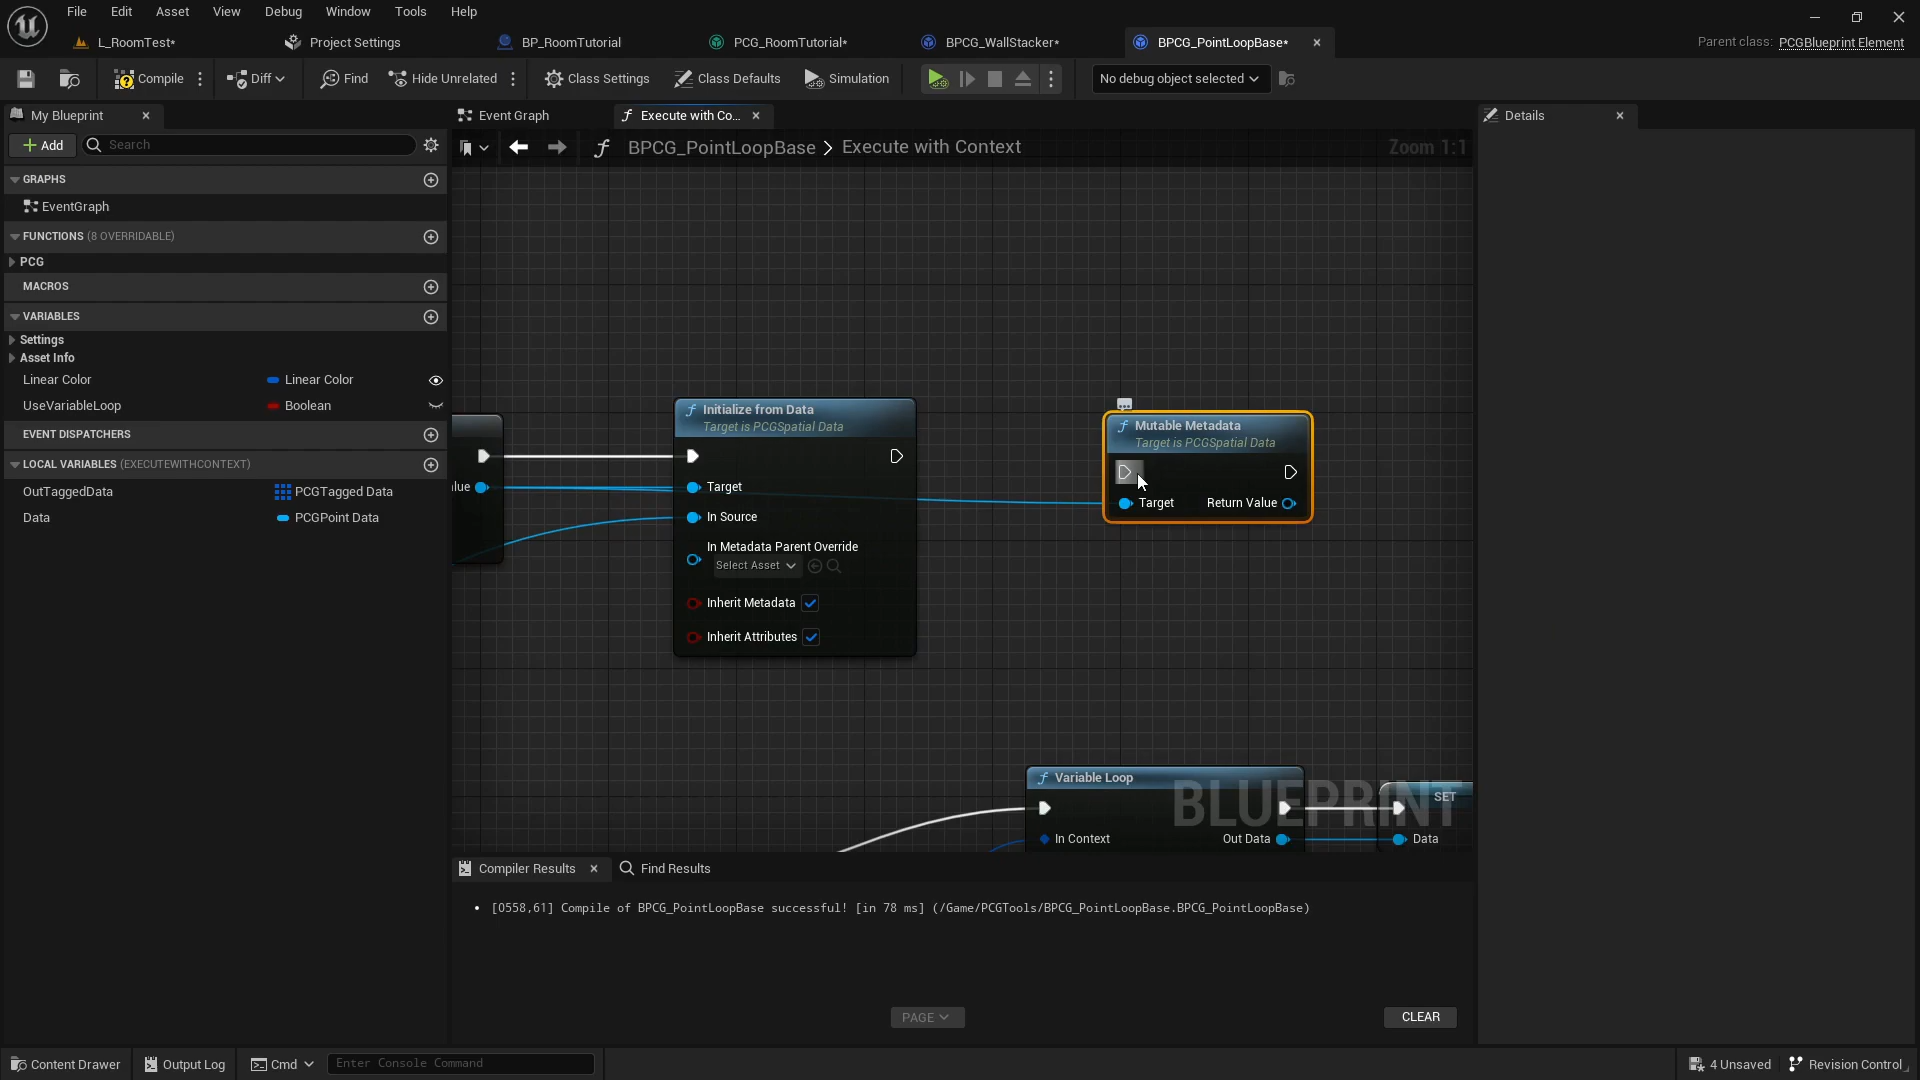 File Edit Asset View Debug Window Tools Help
L_RoomTest* Project Settings BP_RoomTutorial PCG_RoomTutorial* BPCG_WallStacker* BPCG_PointLoopBase* Parent class: PCGBlueprint Element
Compile Diff Find Hide Unrelated Class Settings Class Defaults Simulation No debug object selected
My Blueprint
Add Search
GRAPHS
EventGraph
FUNCTIONS (8 OVERRIDABLE)
PCG
MACROS
VARIABLES
Settings
Asset Info
Linear Color Linear Color
UseVariableLoop Boolean
EVENT DISPATCHERS
LOCAL VARIABLES (EXECUTEWITHCONTEXT)
OutTaggedData PCGTagged Data
Data PCGPoint Data
Event Graph Execute with Co...
BPCG_PointLoopBase > Execute with Context Zoom 1:1
Initialize from Data
Target is PCGSpatial Data
Target
In Source
In Metadata Parent Override
Select Asset
Inherit Metadata
Inherit Attributes
Mutable Metadata
Target is PCGSpatial Data
Target Return Value
Variable Loop
In Context Out Data
SET
Data
BLUEPRINT
Details
Compiler Results Find Results
• [0558,61] Compile of BPCG_PointLoopBase successful! [in 78 ms] (/Game/PCGTools/BPCG_PointLoopBase.BPCG_PointLoopBase)
PAGE CLEAR
Content Drawer Output Log Cmd Enter Console Command 4 Unsaved Revision Control